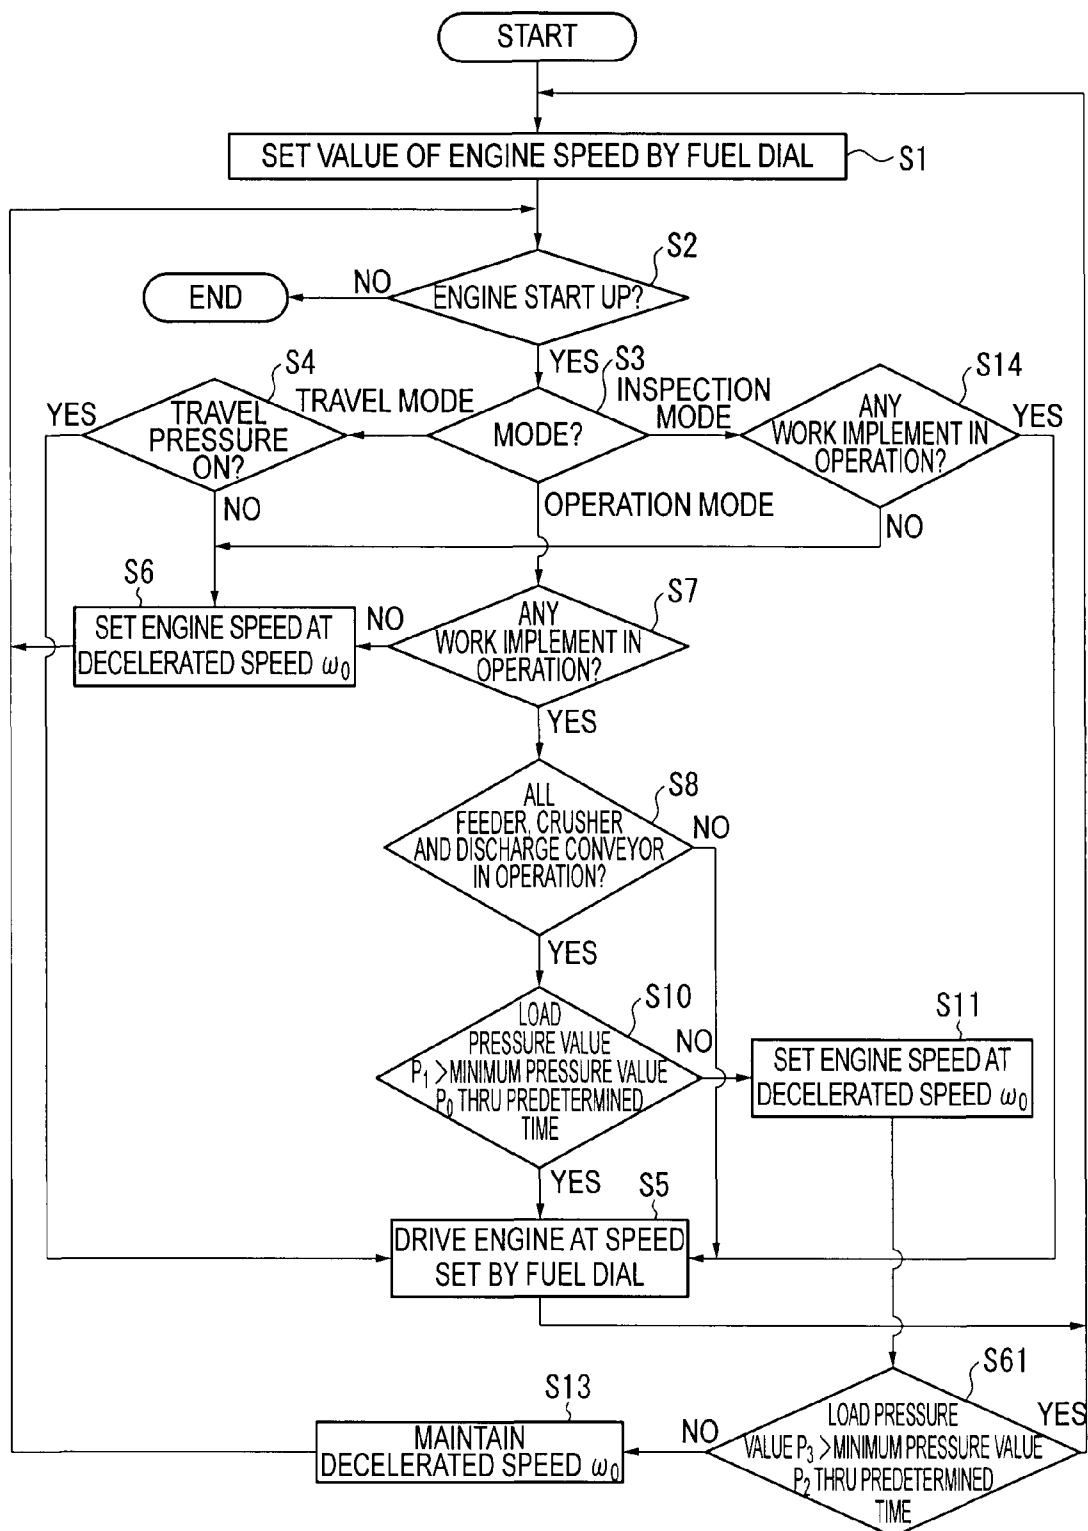 START
SET VALUE OF ENGINE SPEED BY FUEL DIAL
S1
S2
ENGINE START UP?
NO
END
YES
S3
MODE?
TRAVEL MODE
S4
TRAVEL
PRESSURE
ON?
YES
NO
INSPECTION
MODE
S14
ANY
WORK IMPLEMENT IN
OPERATION?
YES
NO
OPERATION MODE
S6
SET ENGINE SPEED AT
DECELERATED SPEED ω0
NO
S7
ANY
WORK IMPLEMENT IN
OPERATION?
YES
S8
ALL
FEEDER, CRUSHER
AND DISCHARGE CONVEYOR
IN OPERATION?
NO
YES
S10
LOAD
PRESSURE VALUE
P1 >MINIMUM PRESSURE VALUE
P0 THRU PREDETERMINED
TIME
NO
S11
SET ENGINE SPEED AT
DECELERATED SPEED ω0
YES
S5
DRIVE ENGINE AT SPEED
SET BY FUEL DIAL
S61
LOAD PRESSURE
VALUE P3 >MINIMUM PRESSURE VALUE
P2 THRU PREDETERMINED
TIME
YES
NO
S13
MAINTAIN
DECELERATED SPEED ω0